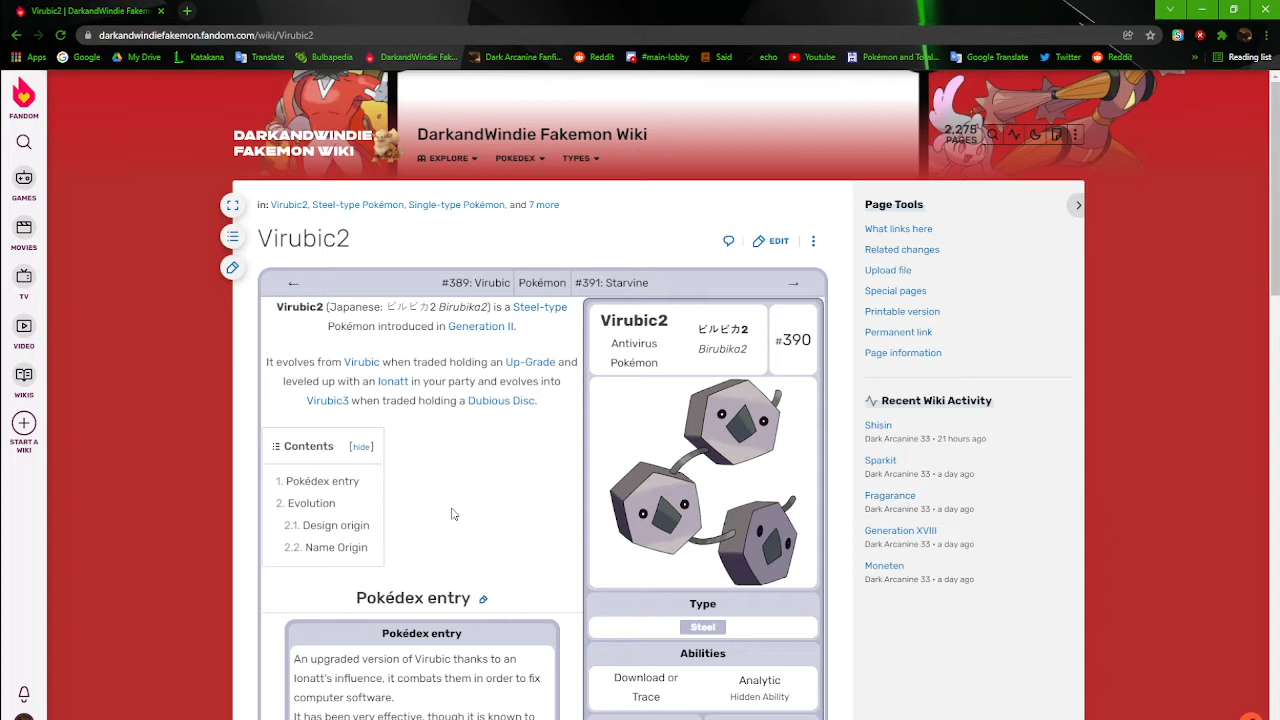 Virubic2 | DarkandWindie Fakem
darkandwindiefakemon.fandom.com/wiki/Virubic2
Apps
Google
My Drive
Katakana
Translate
Bulbapedia
DarkandWindie Fak...
Dark Arcanine Fanfi...
Reddit
#main-lobby
Said
echo
Youtube
Pokémon and Total...
Google Translate
Twitter
Reddit
»
Reading list
FANDOM
GAMES
MOVIES
TV
VIDEO
WIKIS
START A
WIKI
DARKANDWINDIE
FAKEMON WIKI
DarkandWindie Fakemon Wiki
EXPLORE
POKEDEX
TYPES
2,275
PAGES
in: Virubic2, Steel-type Pokémon, Single-type Pokémon, and 7 more
Virubic2
EDIT
← #389: Virubic
Pokémon
#391: Starvine →
Virubic2 (Japanese: ビルビカ2 Birubika2) is a Steel-type
Pokémon introduced in Generation II.
It evolves from Virubic when traded holding an Up-Grade and
leveled up with an Ionatt in your party and evolves into
Virubic3 when traded holding a Dubious Disc.
Contents [hide]
1. Pokédex entry
2. Evolution
2.1. Design origin
2.2. Name Origin
Pokédex entry
Pokédex entry
An upgraded version of Virubic thanks to an
Ionatt's influence, it combats them in order to fix
computer software.
It has been very effective, though it is known to
Virubic2
Antivirus
Pokémon
ビルビカ2
Birubika2
#390
Type
Steel
Abilities
Download or
Trace
Analytic
Hidden Ability
Page Tools
What links here
Related changes
Upload file
Special pages
Printable version
Permanent link
Page information
Recent Wiki Activity
Shisin
Dark Arcanine 33 • 21 hours ago
Sparkit
Dark Arcanine 33 • a day ago
Fragarance
Dark Arcanine 33 • a day ago
Generation XVIII
Dark Arcanine 33 • a day ago
Moneten
Dark Arcanine 33 • a day ago